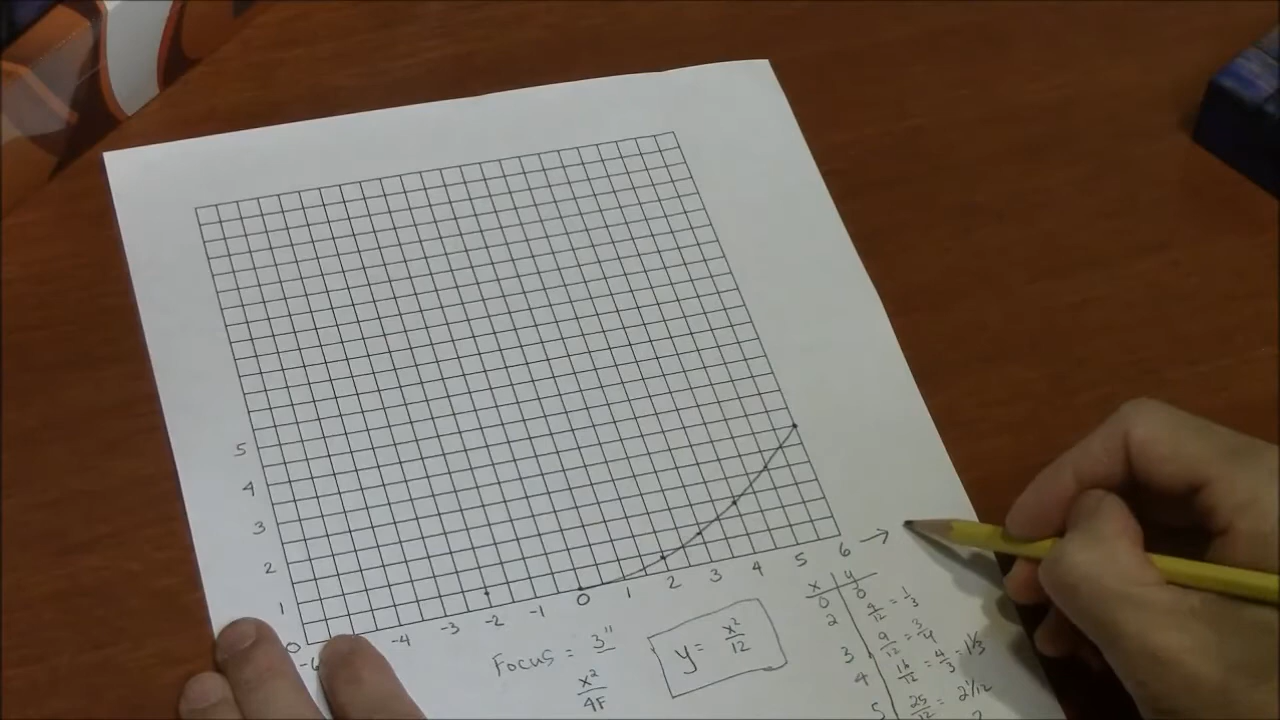 5
4
3
2
1
0
-6 -4 -3 -2 -1 0 1 2 3 4 5 6 →
Focus = 3"
x²/4F
y = x²/12
x y
0 0
2 4/12 = 1/3
3 9/12 = 3/4
4 16/12 = 4/3 = 1 1/3
5 25/12 = 2 1/12